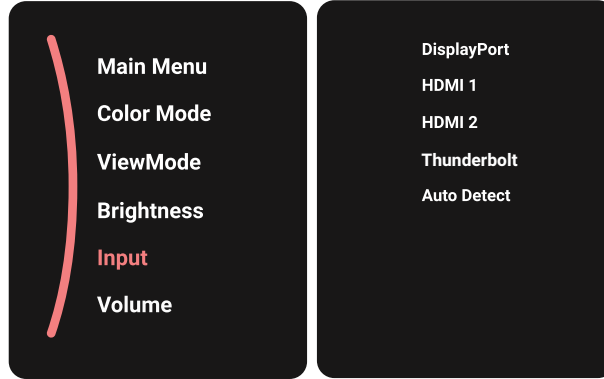 Main Menu
Color Mode
ViewMode
Brightness
Input
Volume
DisplayPort
HDMI 1
HDMI 2
Thunderbolt
Auto Detect